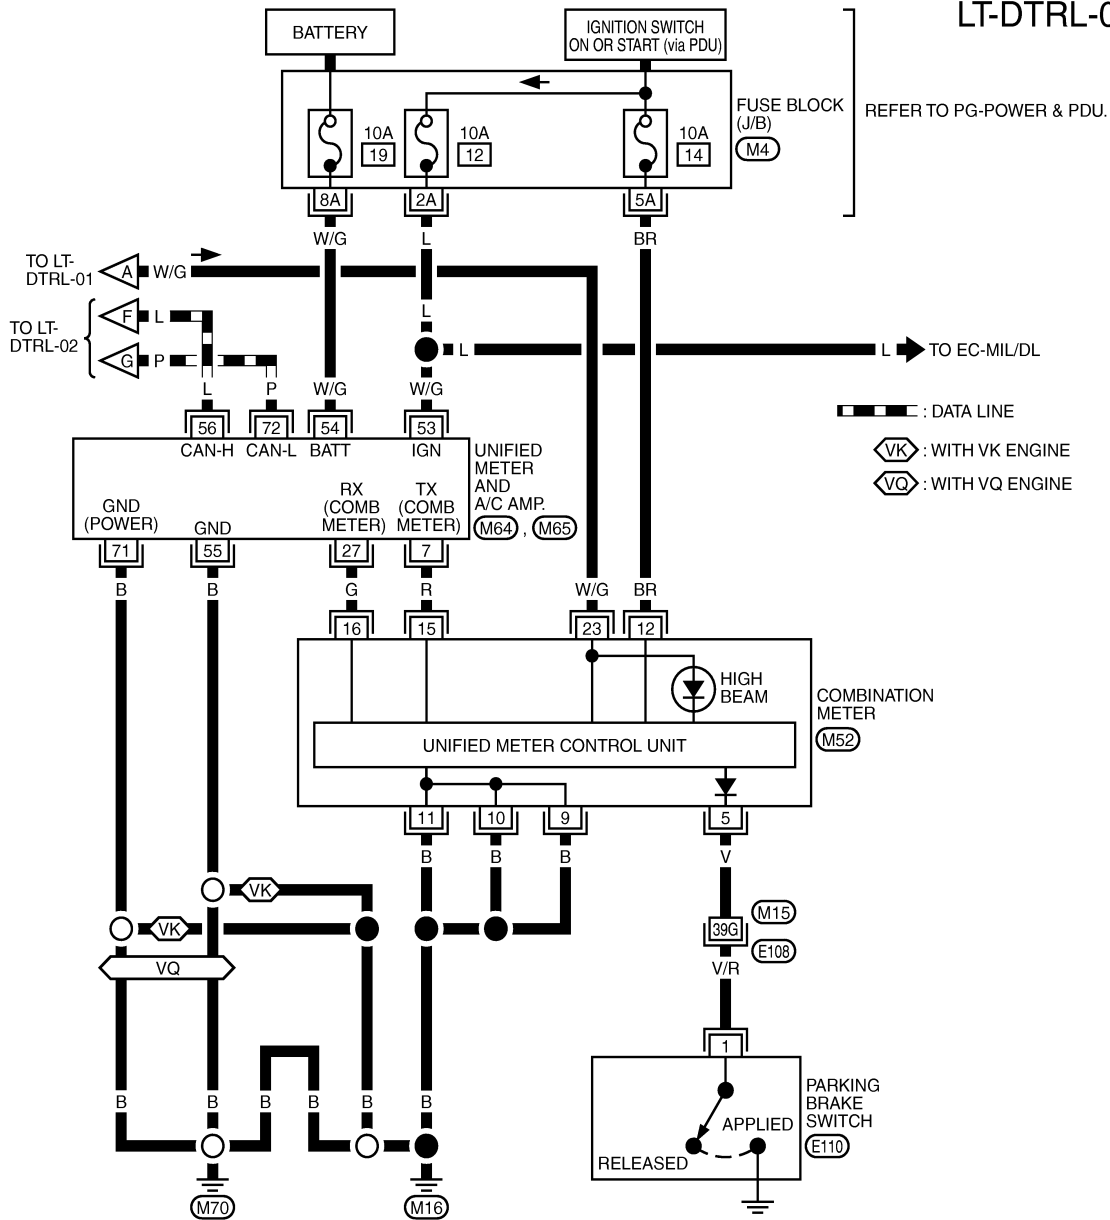 LT-DTRL-0
BATTERY
IGNITION SWITCH
ON OR START (via PDU)
FUSE BLOCK
(J/B)
M4
REFER TO PG-POWER & PDU.
10A
19
10A
12
10A
14
8A
2A
5A
W/G
L
BR
TO LT-
DTRL-01
A
W/G
L
TO LT-
DTRL-02
F
L
G
P
L
L
TO EC-MIL/DL
L
P
W/G
W/G
: DATA LINE
VK
: WITH VK ENGINE
VQ
: WITH VQ ENGINE
56
72
54
53
CAN-H
CAN-L
BATT
IGN
UNIFIED
METER
AND
A/C AMP.
M64
,
M65
GND
(POWER)
GND
RX
(COMB
METER)
TX
(COMB
METER)
71
55
27
7
B
B
G
R
W/G
BR
16
15
23
12
HIGH
BEAM
COMBINATION
METER
M52
UNIFIED METER CONTROL UNIT
11
10
9
5
B
B
B
V
VK
VK
VQ
39G
M15
E108
V/R
1
PARKING
BRAKE
SWITCH
E110
APPLIED
RELEASED
B
B
B
B
B
B
M70
M16